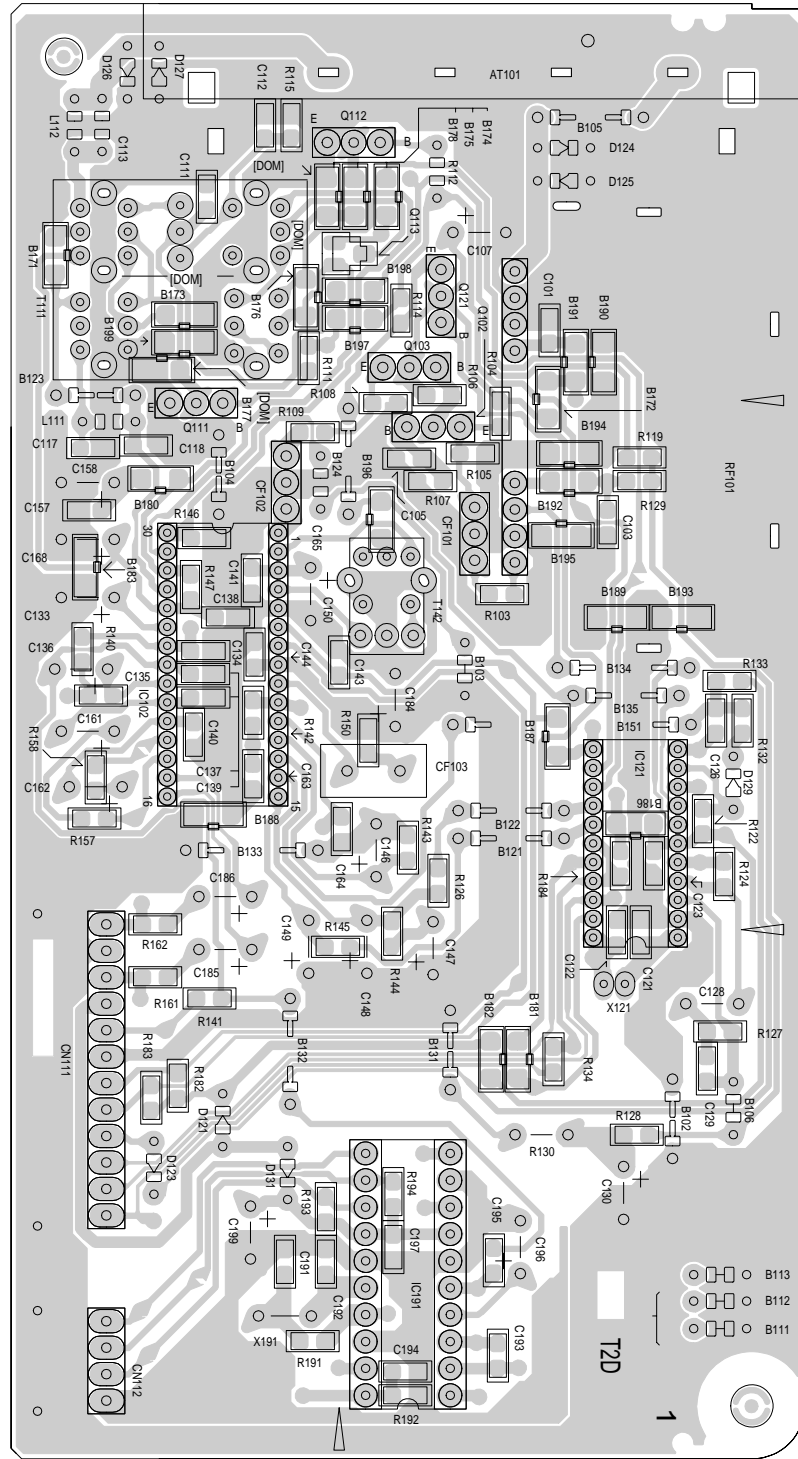 D126
D127
C112
R115
AT101
E
Q112
B
B178
B175
B174
B105
L112
C113
D124
[DOM]
R112
C111
D125
Q113
C107
[DOM]
E
B171
[DOM]
B198
Q121
C101
B191
B190
T111
B173
B176
R114
Q102
B199
B197
B
R111
E
Q103
B
R104
B123
R108
R106
B172
E
B177
[DOM]
L111
Q111
B
R109
B
E
B194
C117
C118
R119
C158
B104
B124
B196
R105
RF101
CF102
R107
B192
R129
C157
B180
C105
CF101
C103
R146
30
1
C165
B195
C168
B183
R147
C141
C150
T142
R103
B189
B193
C133
C138
C136
R140
C134
C144
C143
B103
B134
R133
C135
IC102
C184
B135
C161
C140
R142
R150
B151
R158
B187
IC121
C126
R132
C137
C163
CF103
D129
C162
C139
16
15
B186
R157
B188
B122
R122
B133
C164
C146
R143
B121
R184
R124
C186
R126
C123
C149
R145
R162
C147
C185
C122
C121
R161
R144
R141
C148
X121
C128
CN111
R183
R182
B132
B131
B182
B181
R134
R127
D121
C129
B106
R128
B102
D123
D131
R130
R193
R194
C130
C199
C195
C196
C191
C197
IC191
B113
C192
B112
X191
B111
R191
C193
T2D
CN112
C194
1
R192